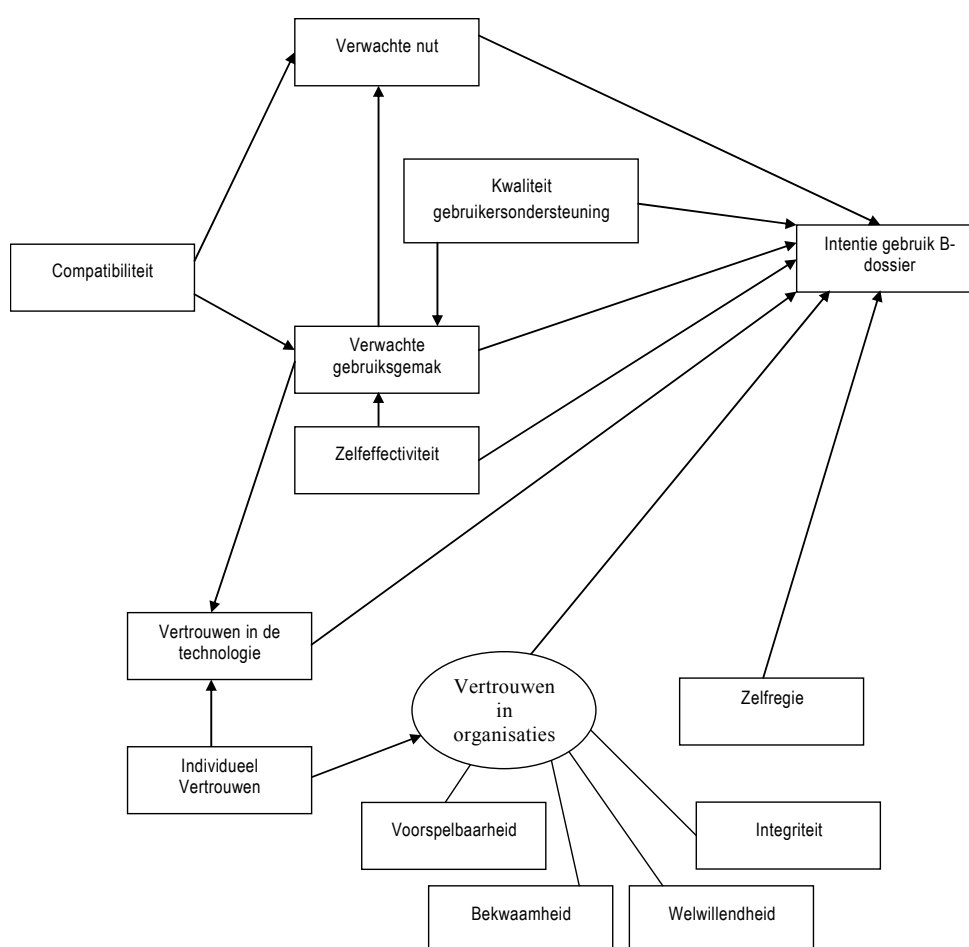 Verwachte nut
Kwaliteit
gebruikersondersteuning
Intentie gebruik B-
dossier
Compatibiliteit
Verwachte
gebruiksgemak
Zelfeffectiviteit
Vertrouwen in de
technologie
Vertrouwen
in
organisaties
Zelfregie
Individueel
Vertrouwen
Voorspelbaarheid
Integriteit
Bekwaamheid
Welwillendheid